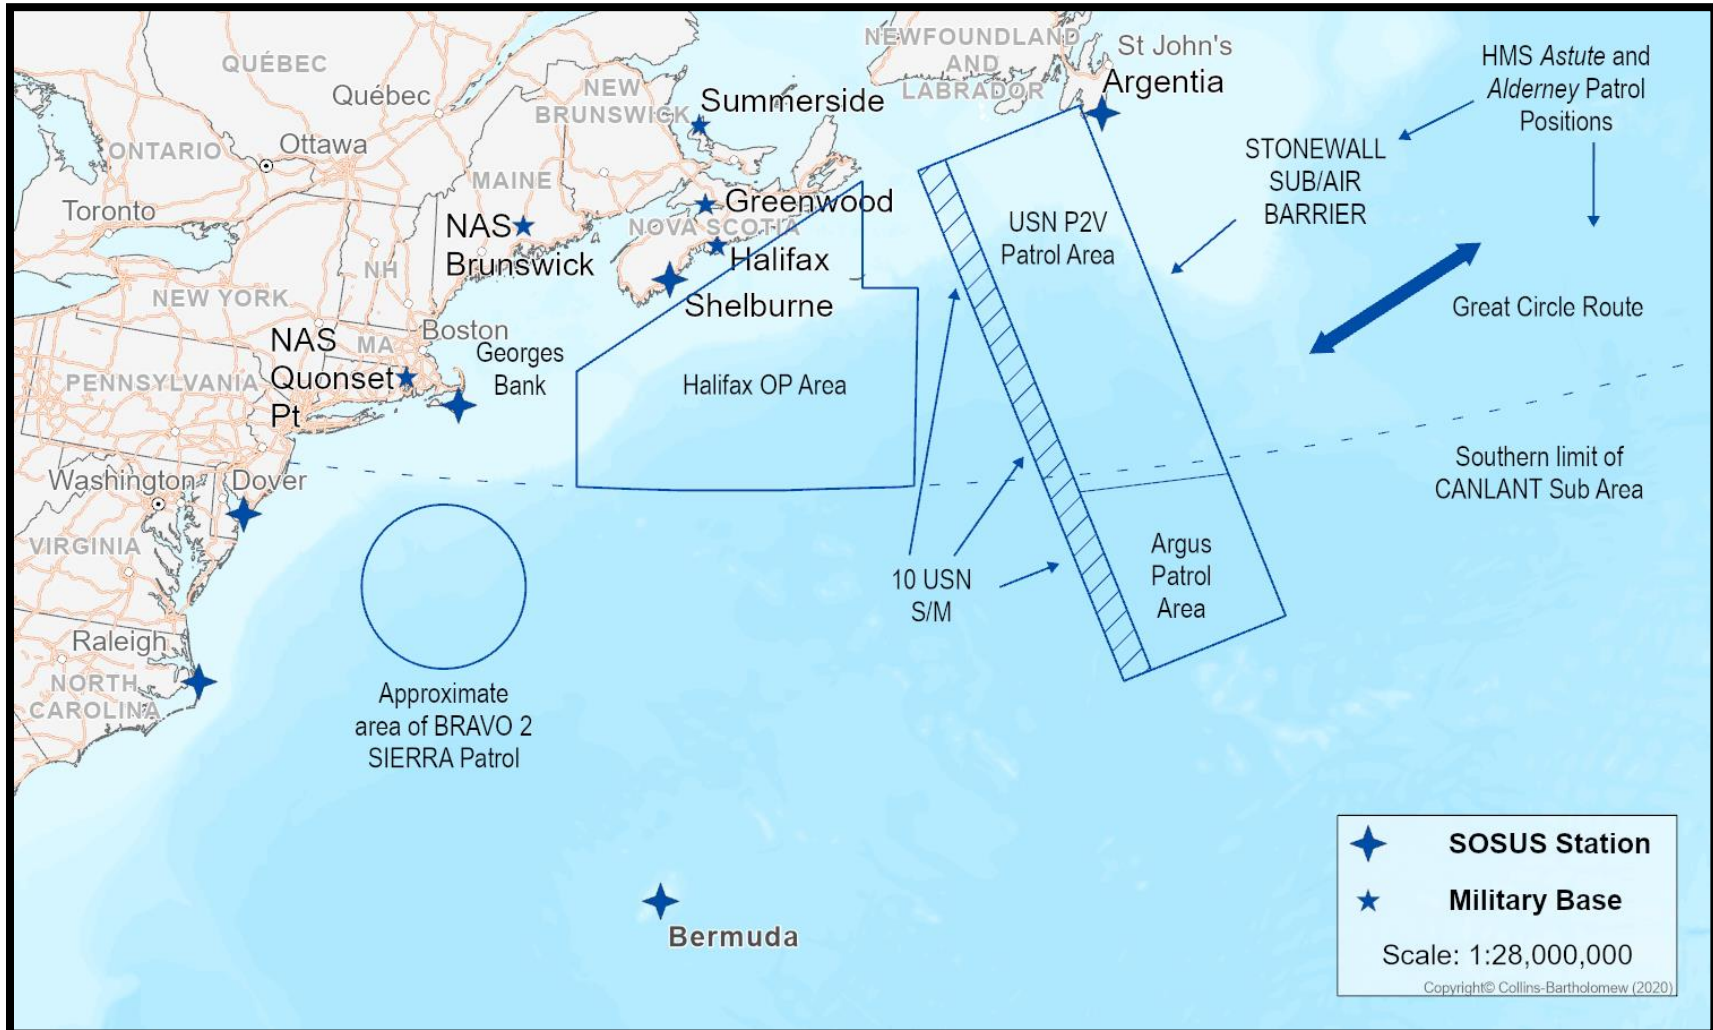 NEWFOUNDLAND
AND
LABRADOR
St John's
Argentia
HMS Astute and
Alderney Patrol
Positions
QUÉBEC
Québec
NEW
BRUNSWICK
Summerside
ONTARIO
Ottawa
STONEWALL
SUB/AIR
BARRIER
MAINE
Toronto
NAS
Brunswick
Greenwood
NOVA SCOTIA
Halifax
Shelburne
USN P2V
Patrol Area
NH
NEW YORK
Great Circle Route
NAS
Quonset
Pt
MA
Boston
Georges
Bank
PENNSYLVANIA
Halifax OP Area
Washington
Dover
Southern limit of
CANLANT Sub Area
VIRGINIA
Argus
Patrol
Area
10 USN
S/M
Raleigh
NORTH
CAROLINA
Approximate
area of BRAVO 2
SIERRA Patrol
Bermuda
SOSUS Station
Military Base
Scale: 1:28,000,000
Copyright© Collins-Bartholomew (2020)